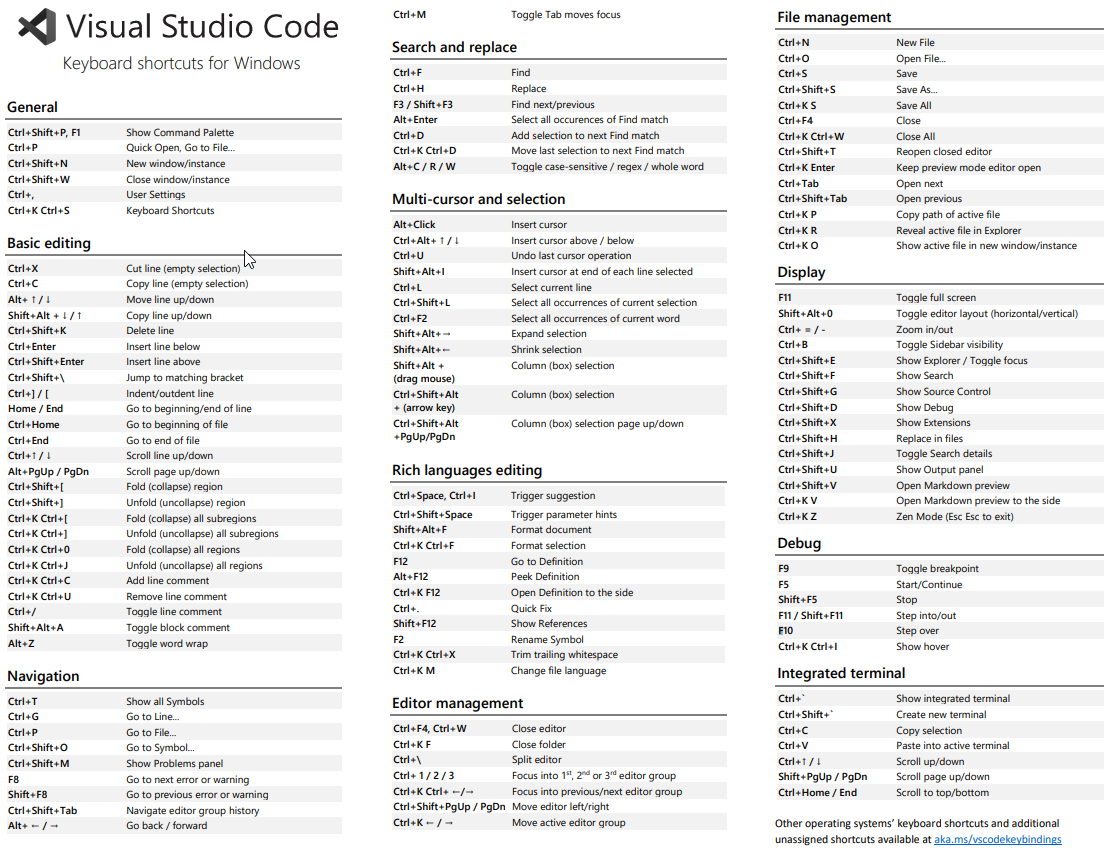 Visual Studio Code
Keyboard shortcuts for Windows
General
Ctrl+Shift+P, F1 Show Command Palette
Ctrl+P Quick Open, Go to File...
Ctrl+Shift+N New window/instance
Ctrl+Shift+W Close window/instance
Ctrl+, User Settings
Ctrl+K Ctrl+S Keyboard Shortcuts
Basic editing
Ctrl+X Cut line (empty selection)
Ctrl+C Copy line (empty selection)
Alt+ ↑ / ↓ Move line up/down
Shift+Alt + ↓ / ↑ Copy line up/down
Ctrl+Shift+K Delete line
Ctrl+Enter Insert line below
Ctrl+Shift+Enter Insert line above
Ctrl+Shift+\ Jump to matching bracket
Ctrl+] / [ Indent/outdent line
Home / End Go to beginning/end of line
Ctrl+Home Go to beginning of file
Ctrl+End Go to end of file
Ctrl+↑ / ↓ Scroll line up/down
Alt+PgUp / PgDn Scroll page up/down
Ctrl+Shift+[ Fold (collapse) region
Ctrl+Shift+] Unfold (uncollapse) region
Ctrl+K Ctrl+[ Fold (collapse) all subregions
Ctrl+K Ctrl+] Unfold (uncollapse) all subregions
Ctrl+K Ctrl+0 Fold (collapse) all regions
Ctrl+K Ctrl+J Unfold (uncollapse) all regions
Ctrl+K Ctrl+C Add line comment
Ctrl+K Ctrl+U Remove line comment
Ctrl+/ Toggle line comment
Shift+Alt+A Toggle block comment
Alt+Z Toggle word wrap
Navigation
Ctrl+T Show all Symbols
Ctrl+G Go to Line...
Ctrl+P Go to File...
Ctrl+Shift+O Go to Symbol...
Ctrl+Shift+M Show Problems panel
F8 Go to next error or warning
Shift+F8 Go to previous error or warning
Ctrl+Shift+Tab Navigate editor group history
Alt+ ← / → Go back / forward
Ctrl+M Toggle Tab moves focus
Search and replace
Ctrl+F Find
Ctrl+H Replace
F3 / Shift+F3 Find next/previous
Alt+Enter Select all occurences of Find match
Ctrl+D Add selection to next Find match
Ctrl+K Ctrl+D Move last selection to next Find match
Alt+C / R / W Toggle case-sensitive / regex / whole word
Multi-cursor and selection
Alt+Click Insert cursor
Ctrl+Alt+ ↑ / ↓ Insert cursor above / below
Ctrl+U Undo last cursor operation
Shift+Alt+I Insert cursor at end of each line selected
Ctrl+L Select current line
Ctrl+Shift+L Select all occurrences of current selection
Ctrl+F2 Select all occurrences of current word
Shift+Alt+→ Expand selection
Shift+Alt+← Shrink selection
Shift+Alt + Column (box) selection
(drag mouse)
Ctrl+Shift+Alt Column (box) selection
+ (arrow key)
Ctrl+Shift+Alt Column (box) selection page up/down
+PgUp/PgDn
Rich languages editing
Ctrl+Space, Ctrl+I Trigger suggestion
Ctrl+Shift+Space Trigger parameter hints
Shift+Alt+F Format document
Ctrl+K Ctrl+F Format selection
F12 Go to Definition
Alt+F12 Peek Definition
Ctrl+K F12 Open Definition to the side
Ctrl+. Quick Fix
Shift+F12 Show References
F2 Rename Symbol
Ctrl+K Ctrl+X Trim trailing whitespace
Ctrl+K M Change file language
Editor management
Ctrl+F4, Ctrl+W Close editor
Ctrl+K F Close folder
Ctrl+\ Split editor
Ctrl+ 1 / 2 / 3 Focus into 1st, 2nd or 3rd editor group
Ctrl+K Ctrl+ ←/→ Focus into previous/next editor group
Ctrl+Shift+PgUp / PgDn Move editor left/right
Ctrl+K ← / → Move active editor group
File management
Ctrl+N New File
Ctrl+O Open File...
Ctrl+S Save
Ctrl+Shift+S Save As...
Ctrl+K S Save All
Ctrl+F4 Close
Ctrl+K Ctrl+W Close All
Ctrl+Shift+T Reopen closed editor
Ctrl+K Enter Keep preview mode editor open
Ctrl+Tab Open next
Ctrl+Shift+Tab Open previous
Ctrl+K P Copy path of active file
Ctrl+K R Reveal active file in Explorer
Ctrl+K O Show active file in new window/instance
Display
F11 Toggle full screen
Shift+Alt+0 Toggle editor layout (horizontal/vertical)
Ctrl+ = / - Zoom in/out
Ctrl+B Toggle Sidebar visibility
Ctrl+Shift+E Show Explorer / Toggle focus
Ctrl+Shift+F Show Search
Ctrl+Shift+G Show Source Control
Ctrl+Shift+D Show Debug
Ctrl+Shift+X Show Extensions
Ctrl+Shift+H Replace in files
Ctrl+Shift+J Toggle Search details
Ctrl+Shift+U Show Output panel
Ctrl+Shift+V Open Markdown preview
Ctrl+K V Open Markdown preview to the side
Ctrl+K Z Zen Mode (Esc Esc to exit)
Debug
F9 Toggle breakpoint
F5 Start/Continue
Shift+F5 Stop
F11 / Shift+F11 Step into/out
F10 Step over
Ctrl+K Ctrl+I Show hover
Integrated terminal
Ctrl+` Show integrated terminal
Ctrl+Shift+` Create new terminal
Ctrl+C Copy selection
Ctrl+V Paste into active terminal
Ctrl+↑ / ↓ Scroll up/down
Shift+PgUp / PgDn Scroll page up/down
Ctrl+Home / End Scroll to top/bottom
Other operating systems' keyboard shortcuts and additional
unassigned shortcuts available at aka.ms/vscodekeybindings